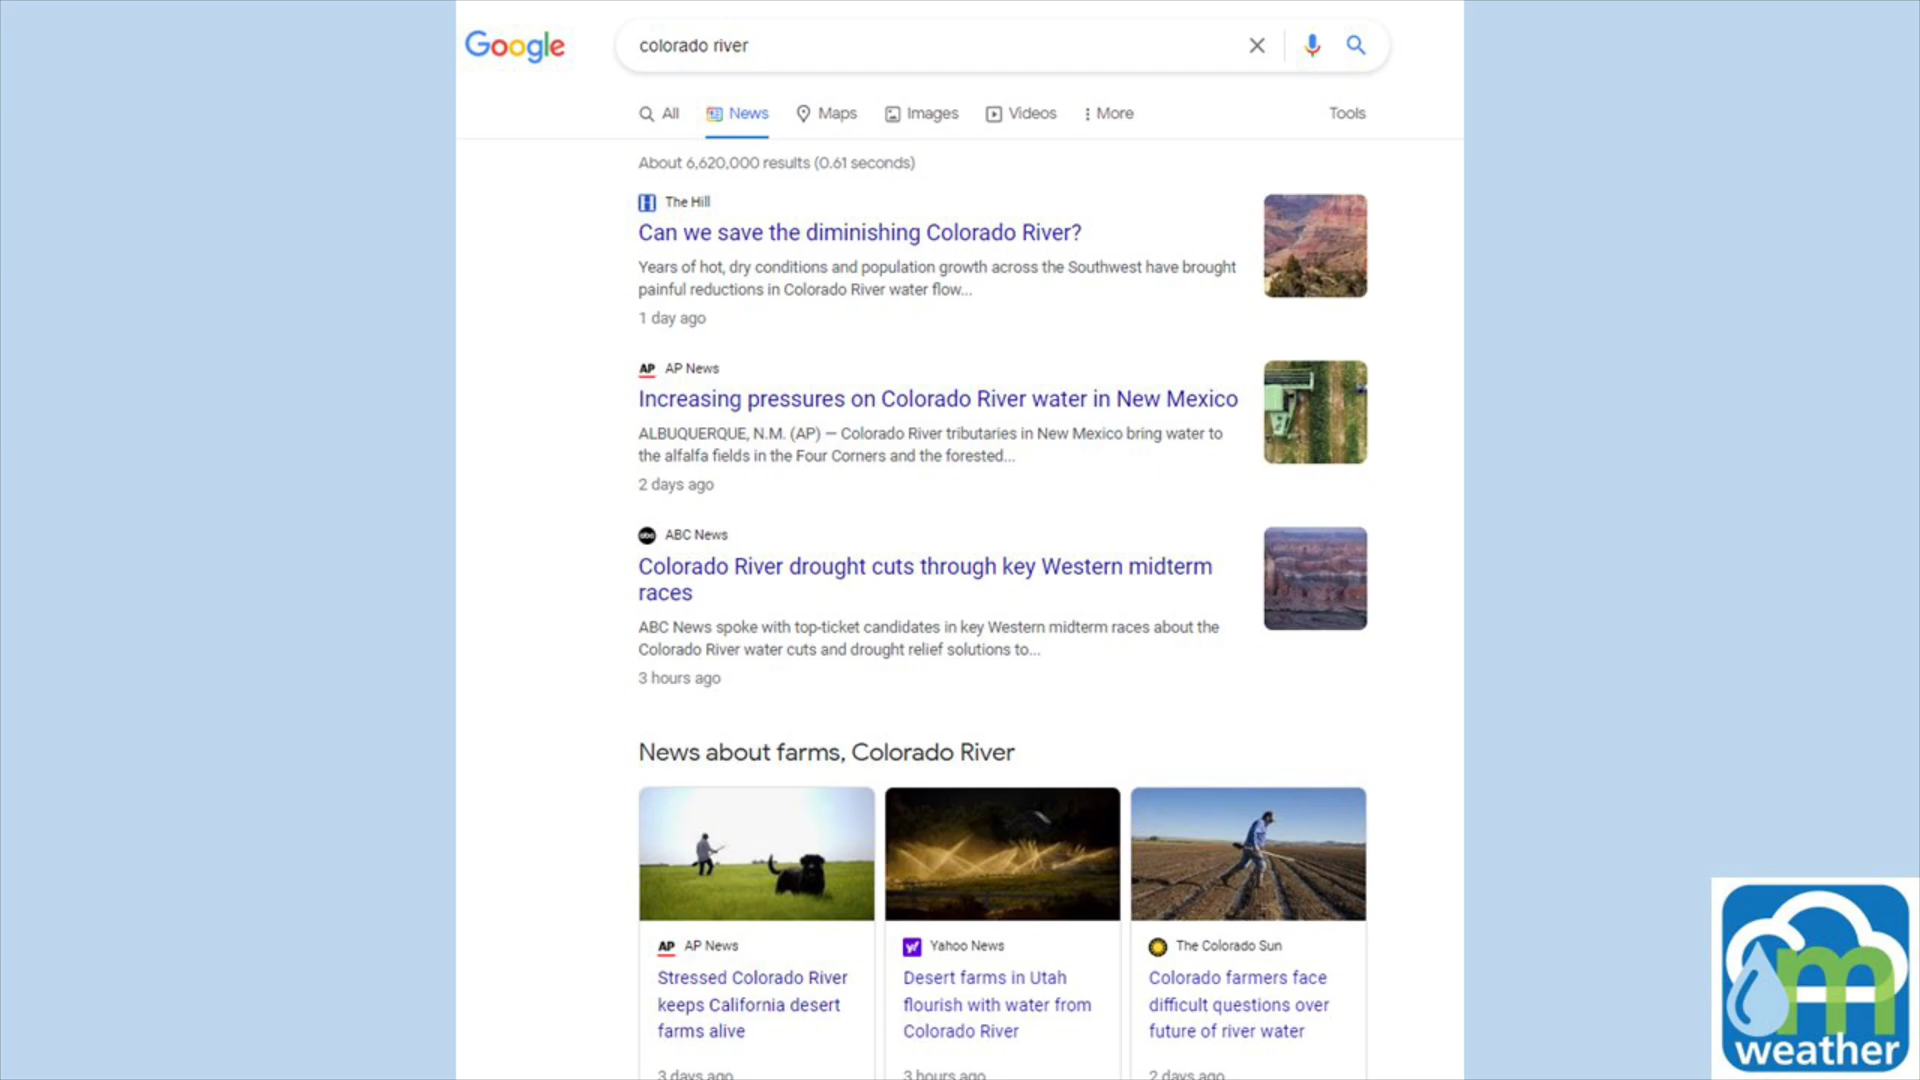 Google
colorado river
All
News
Maps
Images
Videos
More
Tools
About 6,620,000 results (0.61 seconds)
The Hill
Can we save the diminishing Colorado River?
Years of hot, dry conditions and population growth across the Southwest have brought
painful reductions in Colorado River water flow...
1 day ago
AP AP News
Increasing pressures on Colorado River water in New Mexico
ALBUQUERQUE, N.M. (AP) — Colorado River tributaries in New Mexico bring water to
the alfalfa fields in the Four Corners and the forested...
2 days ago
abc ABC News
Colorado River drought cuts through key Western midterm
races
ABC News spoke with top-ticket candidates in key Western midterm races about the
Colorado River water cuts and drought relief solutions to...
3 hours ago
News about farms, Colorado River
AP AP News
Stressed Colorado River
keeps California desert
farms alive
3 days ago
y! Yahoo News
Desert farms in Utah
flourish with water from
Colorado River
3 hours ago
The Colorado Sun
Colorado farmers face
difficult questions over
future of river water
2 days ago
m
weather